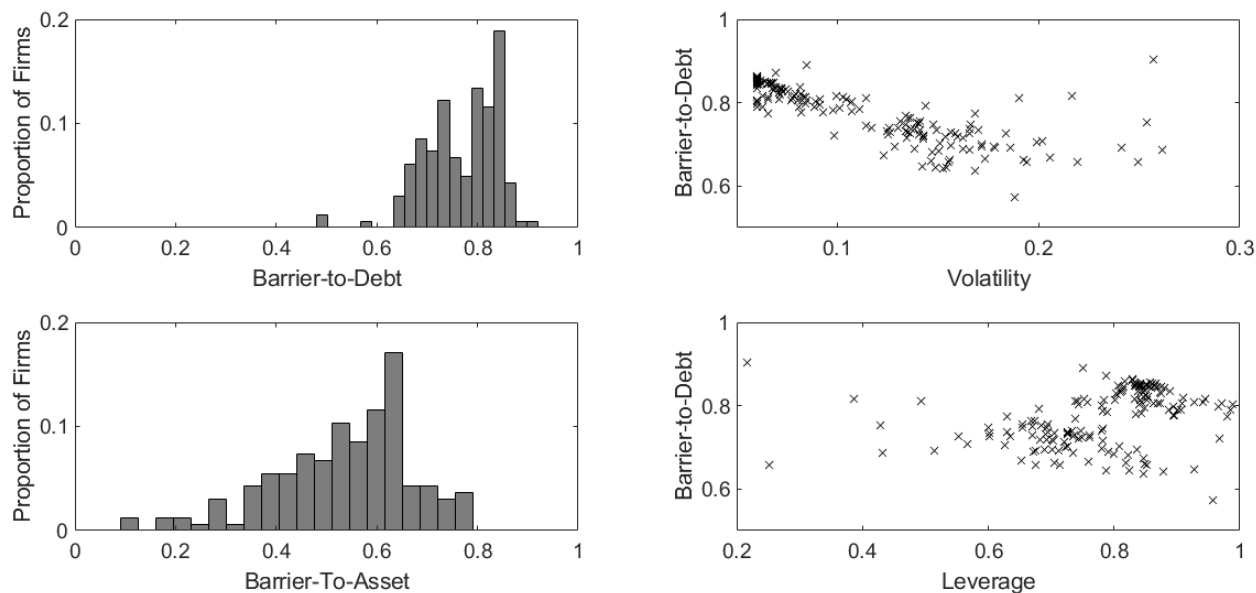 0.2
0.1
0
Proportion of Firms
0 0.2 0.4 0.6 0.8 1
Barrier-to-Debt
1
0.8
0.6
Barrier-to-Debt
0.1 0.2 0.3
Volatility
0.2
0.1
0
Proportion of Firms
0 0.2 0.4 0.6 0.8 1
Barrier-To-Asset
1
0.8
0.6
Barrier-to-Debt
0.2 0.4 0.6 0.8 1
Leverage